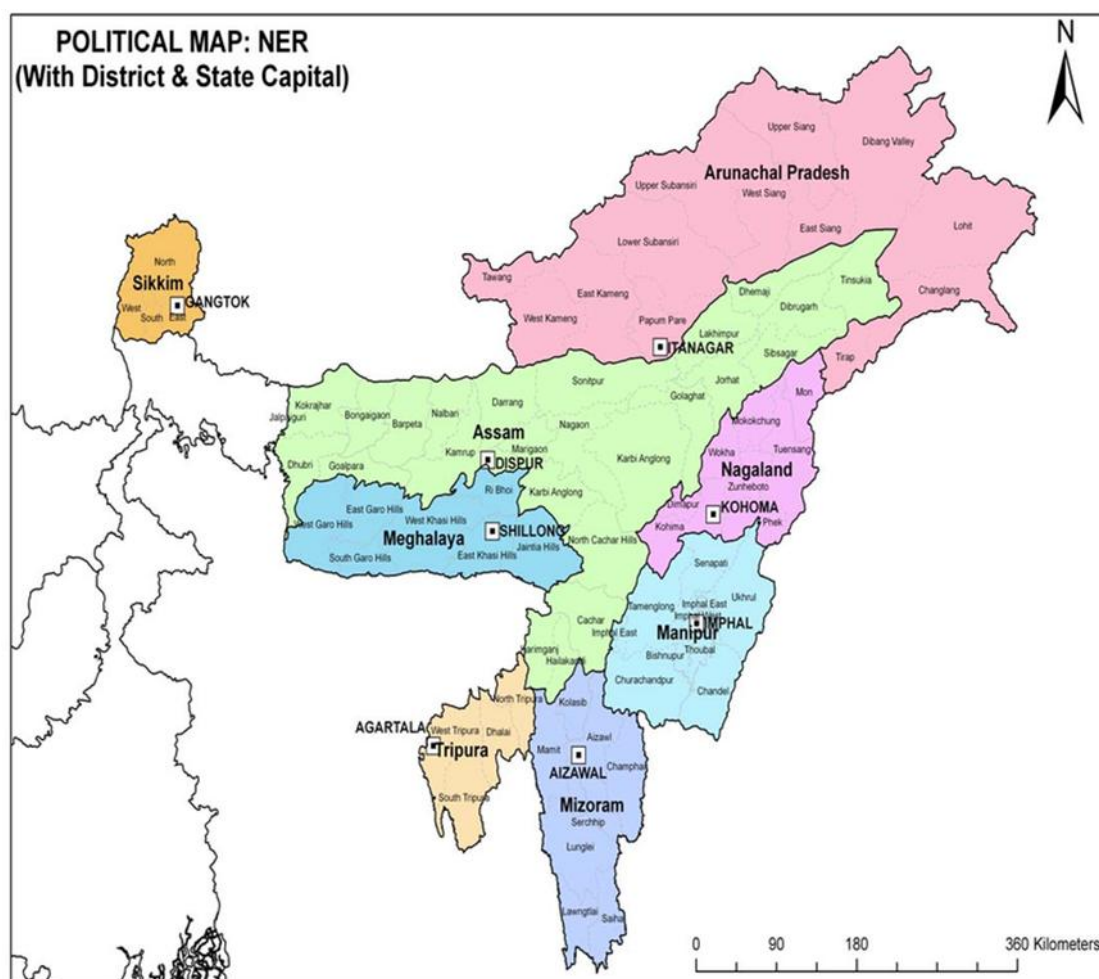 POLITICAL MAP: NER
(With District & State Capital)
N
Upper Siang
Dibang Valley
Arunachal Pradesh
Upper Subansiri
West Siang
East Siang
Lohit
Lower Subansiri
North
Sikkim
Tawang
Tinsukia
GANGTOK
West
South
East
East Kameng
Dhemaji
Changlang
Dibrugarh
West Kameng
Papum Pare
Lakhimpur
ITANAGAR
Sibsagar
Tirap
Sonitpur
Jorhat
Golaghat
Mon
Kokrajhar
Darrang
Jalpaiguri
Bongaigaon
Nalbari
Barpeta
Nagaon
Mokokchung
Assam
Marigaon
Kamrup
DISPUR
Wokha
Tuensang
Dhubri
Goalpara
Karbi Anglong
Nagaland
Ri Bhoi
Karbi Anglong
Zunheboto
East Garo Hills
Dimapur
KOHOMA
West Garo Hills
West Khasi Hills
Kohima
Phek
Meghalaya
SHILLONG
North Cachar Hills
South Garo Hills
East Khasi Hills
Jaintia Hills
Senapati
Ukhrul
Tamenglong
Imphal East
Imphal West
Cachar
IMPHAL
Imphal East
Manipur
Karimganj
Hailakandi
Bishnupur
Thoubal
Churachandpur
Chandel
North Tripura
Kolasib
AGARTALA
West Tripura
Dhalai
Aizawl
Tripura
Mamit
Champhai
AIZAWAL
South Tripura
Mizoram
Serchhip
Lunglei
Lawngtlai
Saiha
0 90 180 360 Kilometers